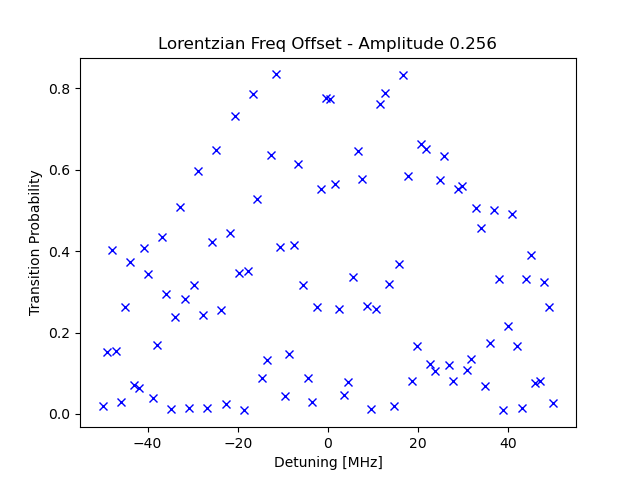 Lorentzian Freq Offset - Amplitude 0.256
0.8
0.6
0.4
0.2
0.0
Transition Probability
−40 −20 0 20 40
Detuning [MHz]